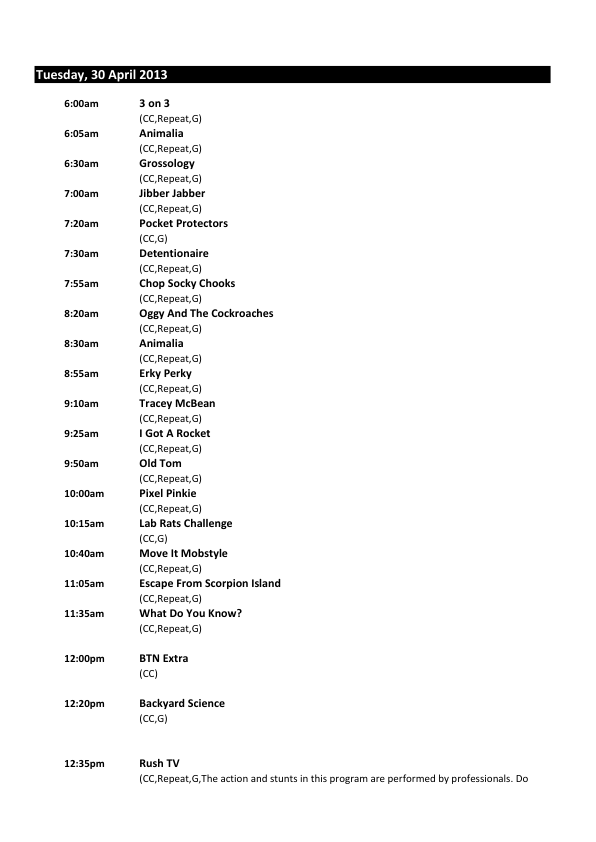 Tuesday, 30 April 2013
6:00am 3 on 3
(CC,Repeat,G)
6:05am Animalia
(CC,Repeat,G)
6:30am Grossology
(CC,Repeat,G)
7:00am Jibber Jabber
(CC,Repeat,G)
7:20am Pocket Protectors
(CC,G)
7:30am Detentionaire
(CC,Repeat,G)
7:55am Chop Socky Chooks
(CC,Repeat,G)
8:20am Oggy And The Cockroaches
(CC,Repeat,G)
8:30am Animalia
(CC,Repeat,G)
8:55am Erky Perky
(CC,Repeat,G)
9:10am Tracey McBean
(CC,Repeat,G)
9:25am I Got A Rocket
(CC,Repeat,G)
9:50am Old Tom
(CC,Repeat,G)
10:00am Pixel Pinkie
(CC,Repeat,G)
10:15am Lab Rats Challenge
(CC,G)
10:40am Move It Mobstyle
(CC,Repeat,G)
11:05am Escape From Scorpion Island
(CC,Repeat,G)
11:35am What Do You Know?
(CC,Repeat,G)
12:00pm BTN Extra
(CC)
12:20pm Backyard Science
(CC,G)
12:35pm Rush TV
(CC,Repeat,G,The action and stunts in this program are performed by professionals. Do